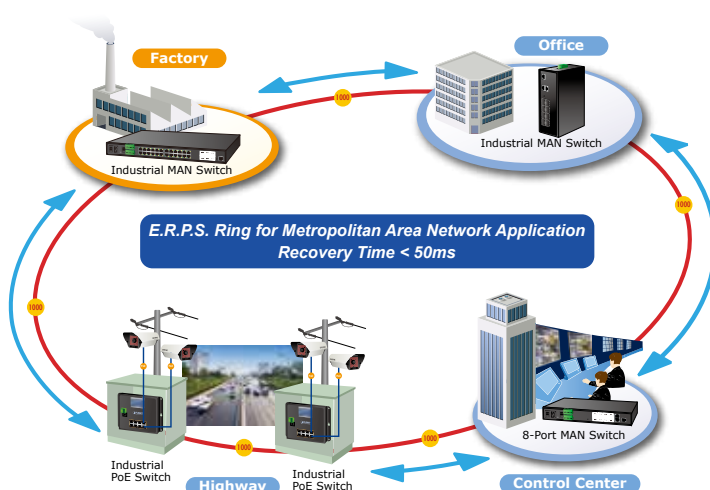 Factory
Office
1000
Industrial MAN Switch
Industrial MAN Switch
1000
E.R.P.S. Ring for Metropolitan Area Network Application
Recovery Time < 50ms
1000
8-Port MAN Switch
1000
1000
Industrial
PoE Switch
Industrial
PoE Switch
Highway
Control Center